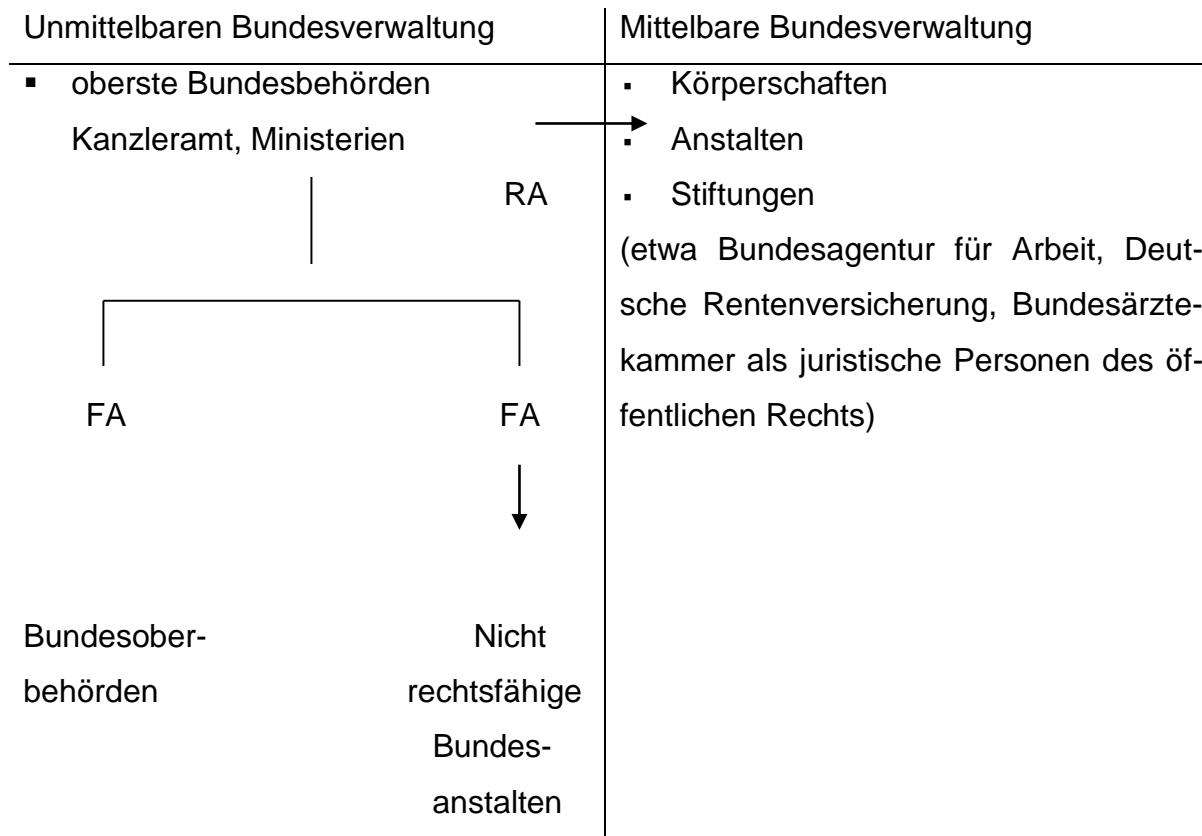 Unmittelbaren Bundesverwaltung
▪ oberste Bundesbehörden
Kanzleramt, Ministerien
RA
FA FA
Bundesober-
behörden
Nicht
rechtsfähige
Bundes-
anstalten
Mittelbare Bundesverwaltung
▪ Körperschaften
▪ Anstalten
▪ Stiftungen
(etwa Bundesagentur für Arbeit, Deut-
sche Rentenversicherung, Bundesärzte-
kammer als juristische Personen des öf-
fentlichen Rechts)